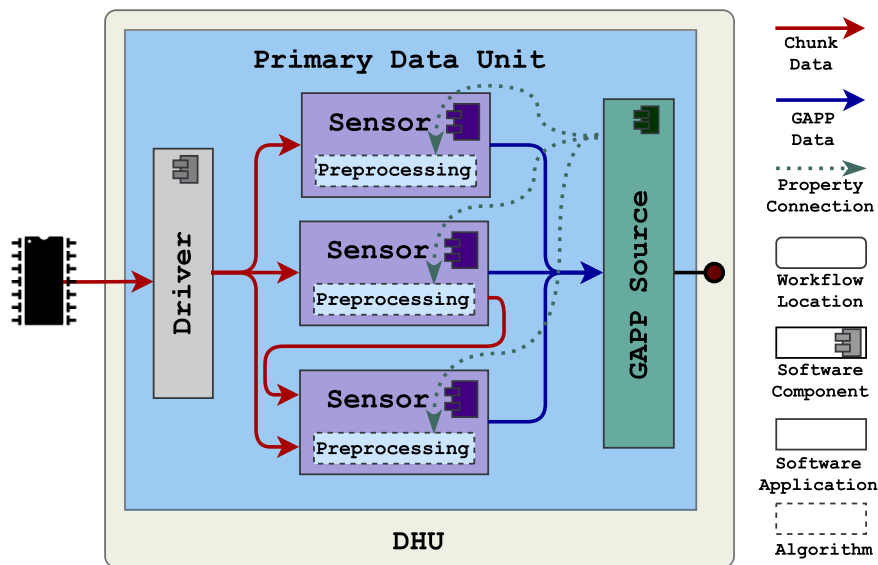 Primary Data Unit
Driver
Sensor
Preprocessing
Sensor
Preprocessing
Sensor
Preprocessing
GAPP Source
DHU
Chunk
Data
GAPP
Data
Property
Connection
Workflow
Location
Software
Component
Software
Application
Algorithm